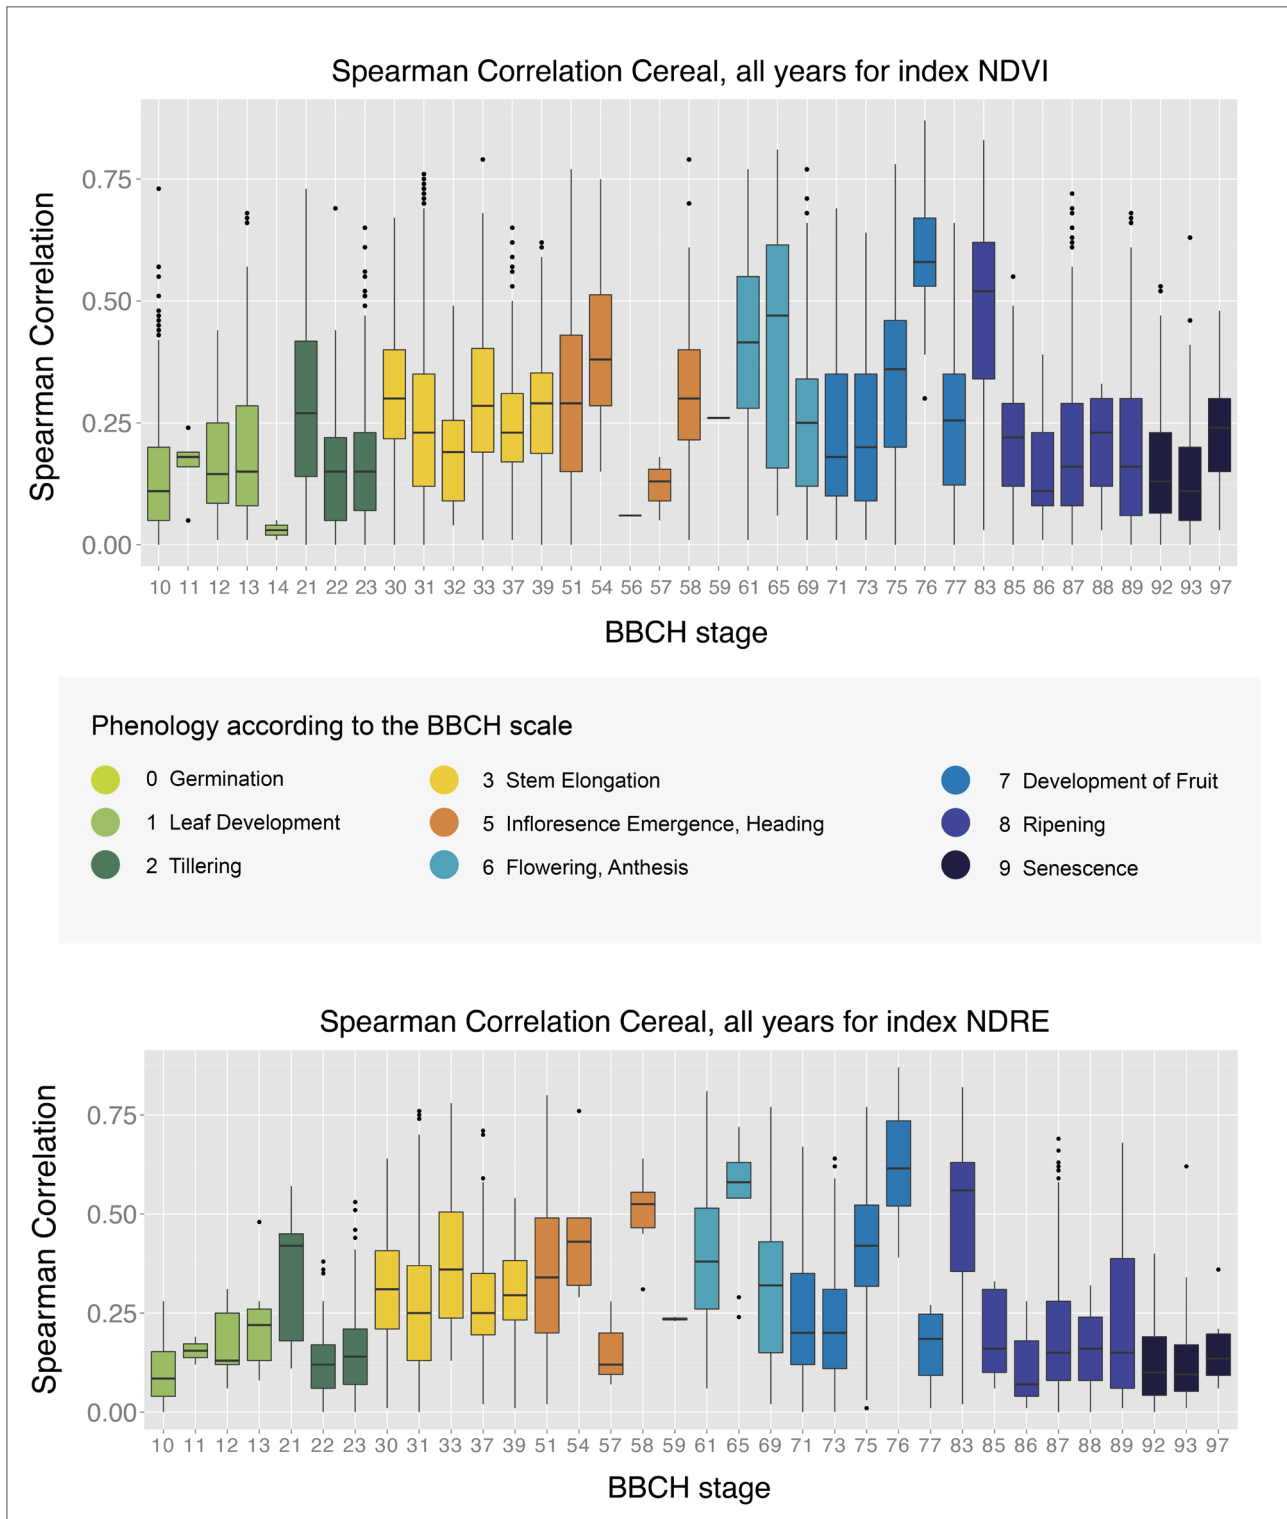 Spearman Correlation Cereal, all years for index NDVI
Spearman Correlation
0.75
0.50
0.25
0.00
10 11 12 13 14 21 22 23 30 31 32 33 37 39 51 54 56 57 58 59 61 65 69 71 73 75 76 77 83 85 86 87 88 89 92 93 97
BBCH stage
Phenology according to the BBCH scale
0 Germination
1 Leaf Development
2 Tillering
3 Stem Elongation
5 Infloresence Emergence, Heading
6 Flowering, Anthesis
7 Development of Fruit
8 Ripening
9 Senescence
Spearman Correlation Cereal, all years for index NDRE
Spearman Correlation
0.75
0.50
0.25
0.00
10 11 12 13 21 22 23 30 31 33 37 39 51 54 57 58 59 61 65 69 71 73 75 76 77 83 85 86 87 88 89 92 93 97
BBCH stage